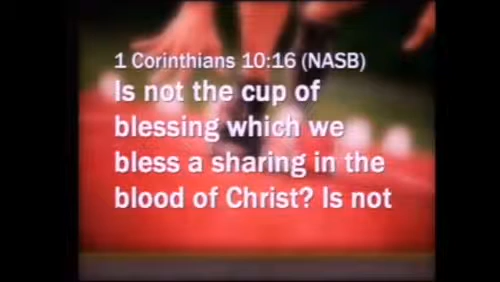 1 Corinthians 10:16 (NASB)
Is not the cup of
blessing which we
bless a sharing in the
blood of Christ? Is not